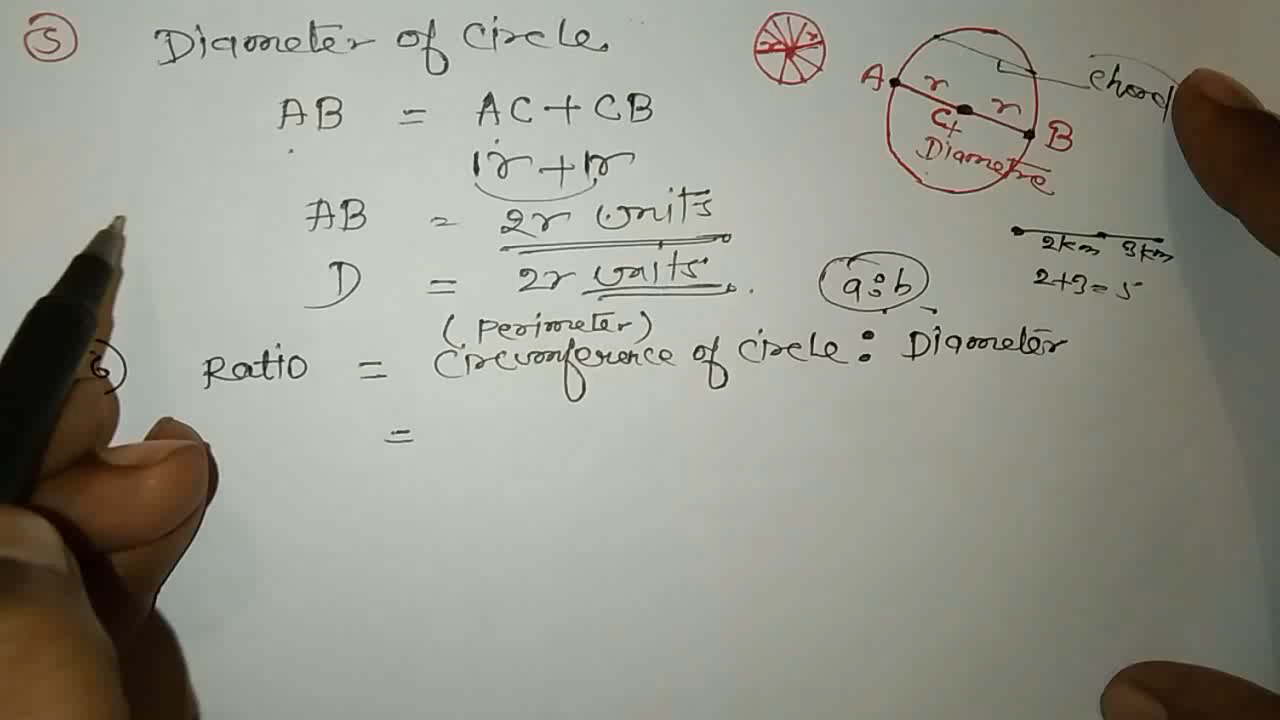 5 Diameter of Circle.
AB = AC + CB
1r + 1r
AB = 2r units
D = 2r units.
a:b
(Perimeter)
6) Ratio = Circumference of circle : Diameter
=
r r
A r C r B
Diametre
chord
2km 3km
2+3=5